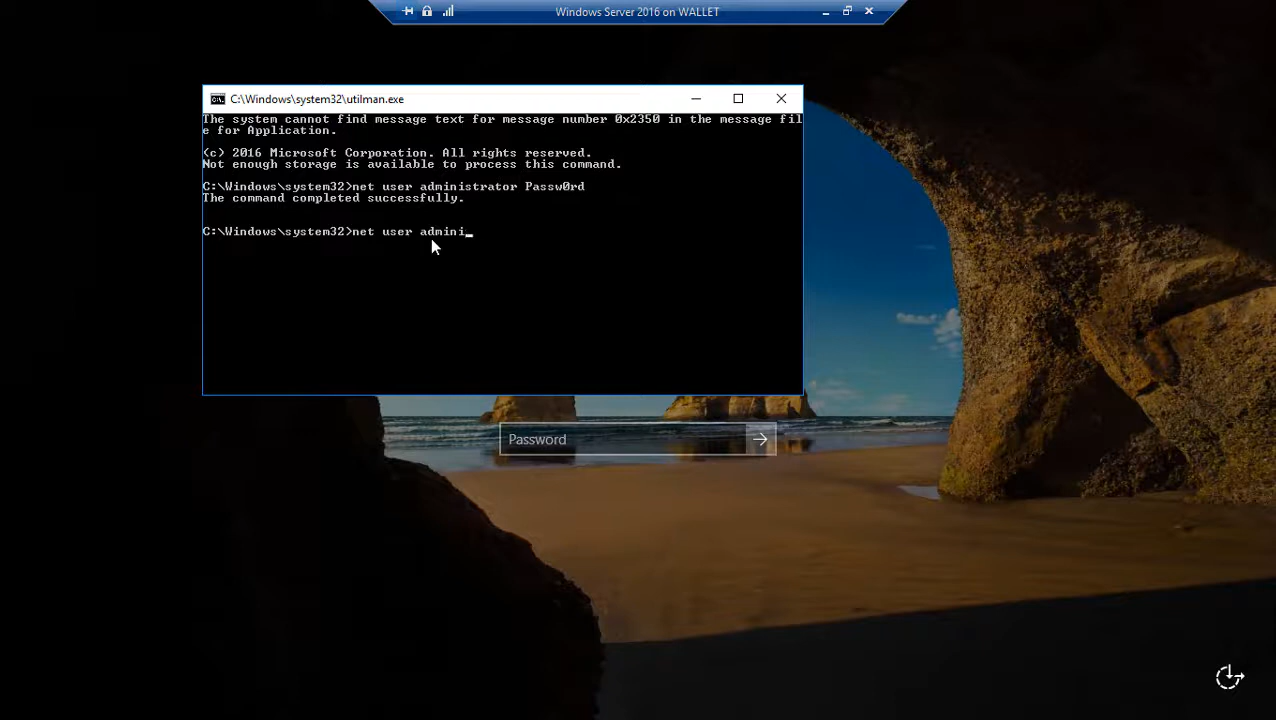 Windows Server 2016 on WALLET
C:\Windows\system32\utilman.exe
The system cannot find message text for message number 0x2350 in the message fil
e for Application.
(c) 2016 Microsoft Corporation. All rights reserved.
Not enough storage is available to process this command.
C:\Windows\system32>net user administrator Passw0rd
The command completed successfully.
C:\Windows\system32>net user admini_
Password